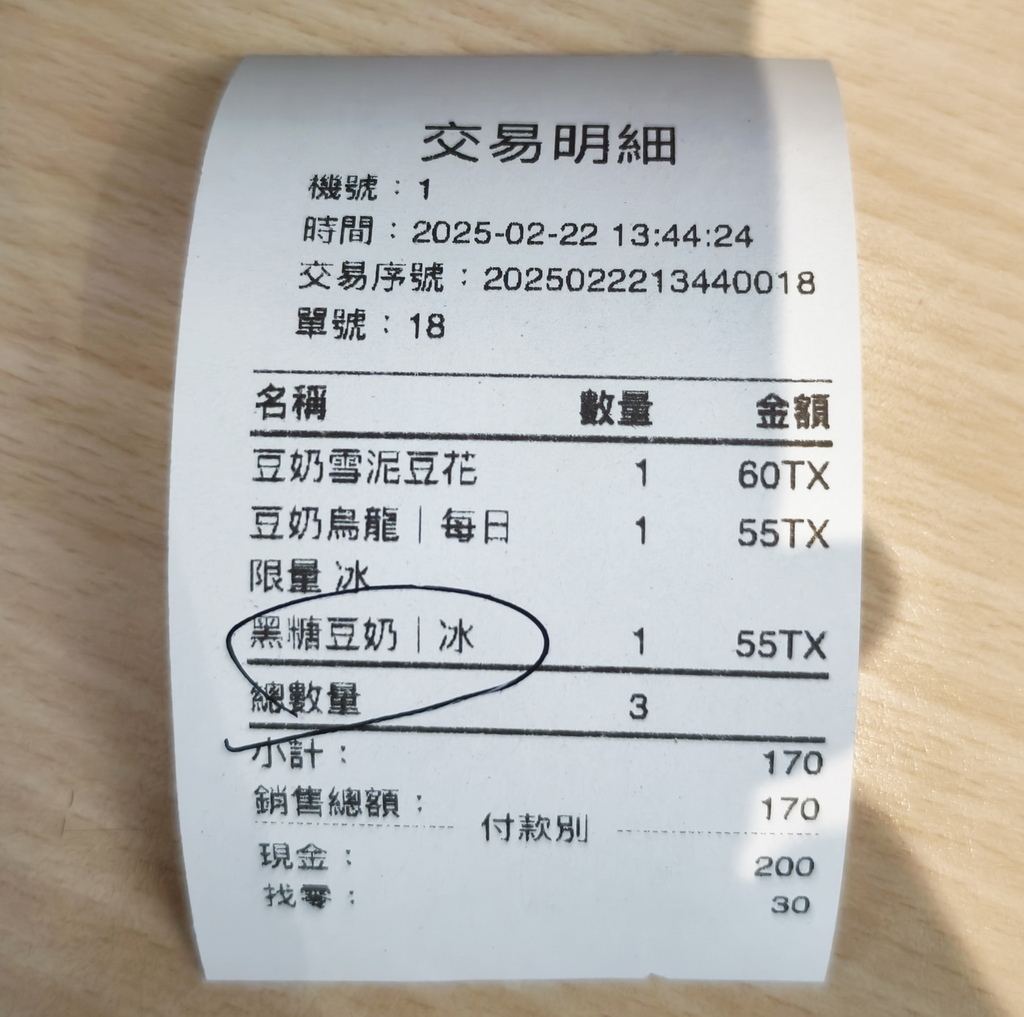 交易明細
機號：1
時間：2025-02-22 13:44:24
交易序號：2025022213440018
單號：18
名稱 數量 金額
豆奶雪泥豆花 1 60TX
豆奶烏龍｜每日 1 55TX
限量 冰
黑糖豆奶｜冰 1 55TX
總數量 3
小計： 170
銷售總額： 170
付款別
現金： 200
找零： 30